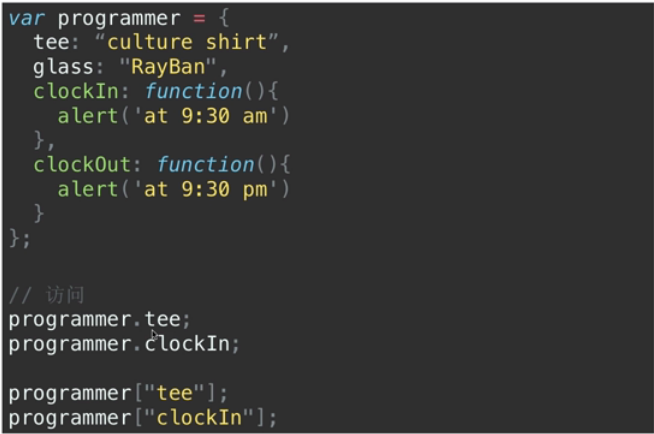 var programmer = {
  tee: “culture shirt”,
  glass: "RayBan",
  clockIn: function(){
    alert('at 9:30 am')
  },
  clockOut: function(){
    alert('at 9:30 pm')
  }
};
// 访问
programmer.tee;
programmer.clockIn;
programmer["tee"];
programmer["clockIn"];